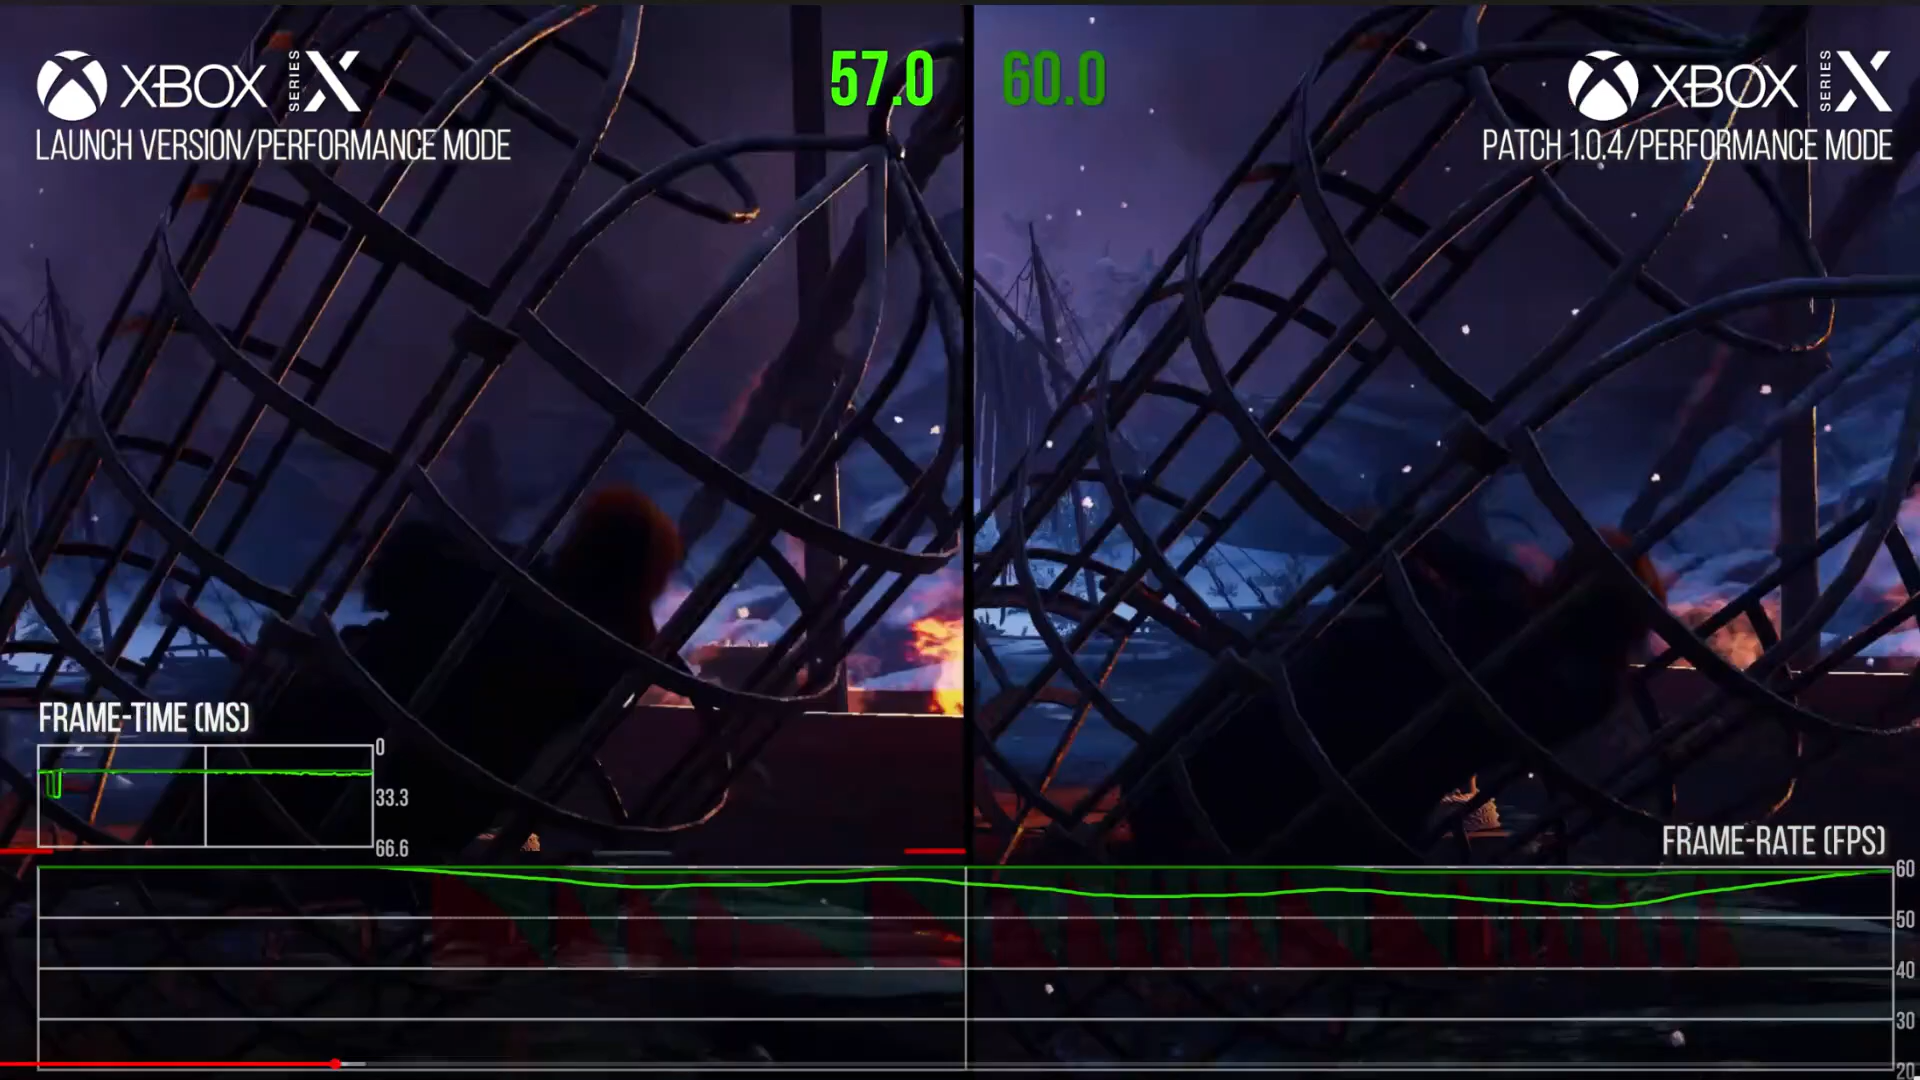 XBOX SERIES X
LAUNCH VERSION/PERFORMANCE MODE
57.0
60.0
XBOX SERIES X
PATCH 1.0.4/PERFORMANCE MODE
FRAME-TIME (MS)
0
33.3
66.6
FRAME-RATE (FPS)
60
50
40
30
20